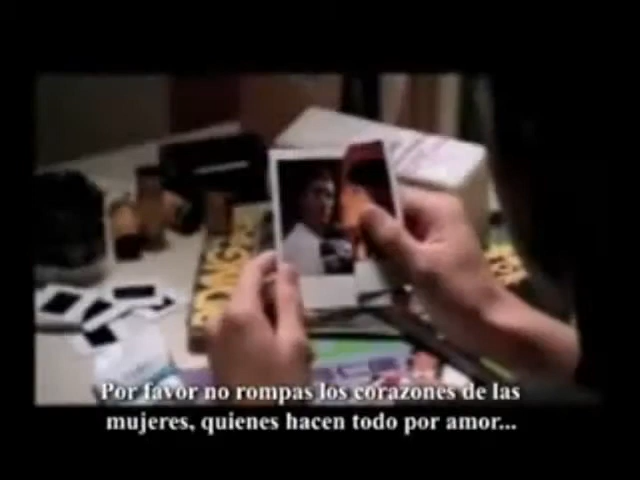 Por favor no rompas los corazones de las
mujeres, quienes hacen todo por amor...